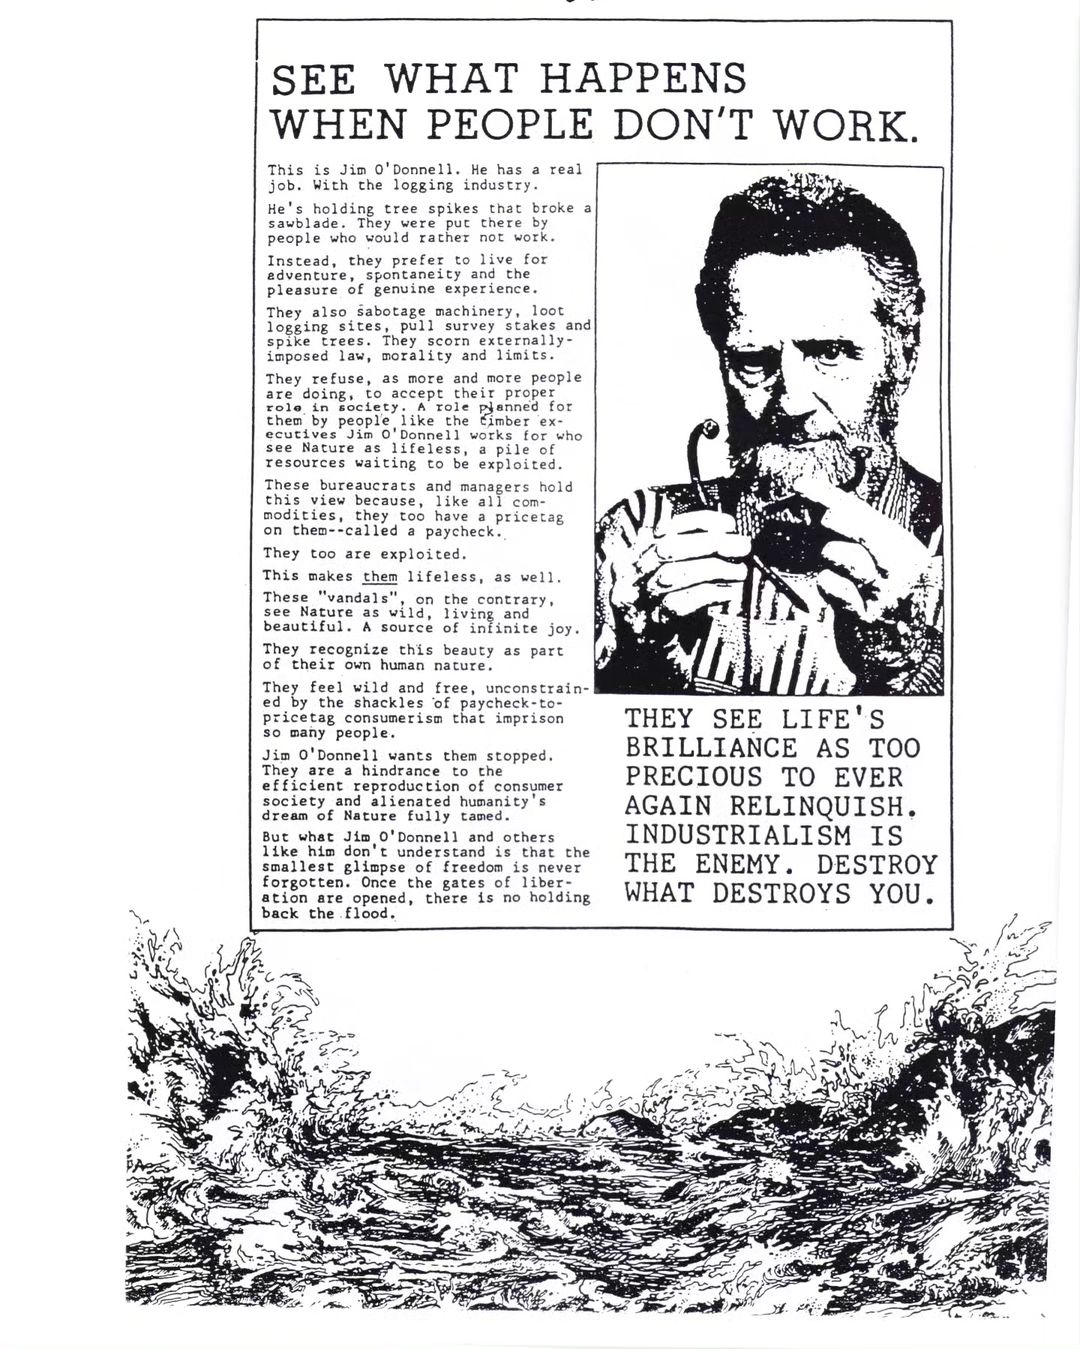 SEE WHAT HAPPENS
WHEN PEOPLE DON'T WORK.
This is Jim O'Donnell. He has a real
job. With the logging industry.
He's holding tree spikes that broke a
sawblade. They were put there by
people who would rather not work.
Instead, they prefer to live for
adventure, spontaneity and the
pleasure of genuine experience.
They also sabotage machinery, loot
logging sites, pull survey stakes and
spike trees. They scorn externally-
imposed law, morality and limits.
They refuse, as more and more people
are doing, to accept their proper
role in society. A role planned for
them by people like the timber ex-
ecutives Jim O'Donnell works for who
see Nature as lifeless, a pile of
resources waiting to be exploited.
These bureaucrats and managers hold
this view because, like all com-
modities, they too have a pricetag
on them--called a paycheck.
They too are exploited.
This makes them lifeless, as well.
These "vandals", on the contrary,
see Nature as wild, living and
beautiful. A source of infinite joy.
They recognize this beauty as part
of their own human nature.
They feel wild and free, unconstrain-
ed by the shackles of paycheck-to-
pricetag consumerism that imprison
so many people.
Jim O'Donnell wants them stopped.
They are a hindrance to the
efficient reproduction of consumer
society and alienated humanity's
dream of Nature fully tamed.
But what Jim O'Donnell and others
like him don't understand is that the
smallest glimpse of freedom is never
forgotten. Once the gates of liber-
ation are opened, there is no holding
back the flood.
THEY SEE LIFE'S
BRILLIANCE AS TOO
PRECIOUS TO EVER
AGAIN RELINQUISH.
INDUSTRIALISM IS
THE ENEMY. DESTROY
WHAT DESTROYS YOU.